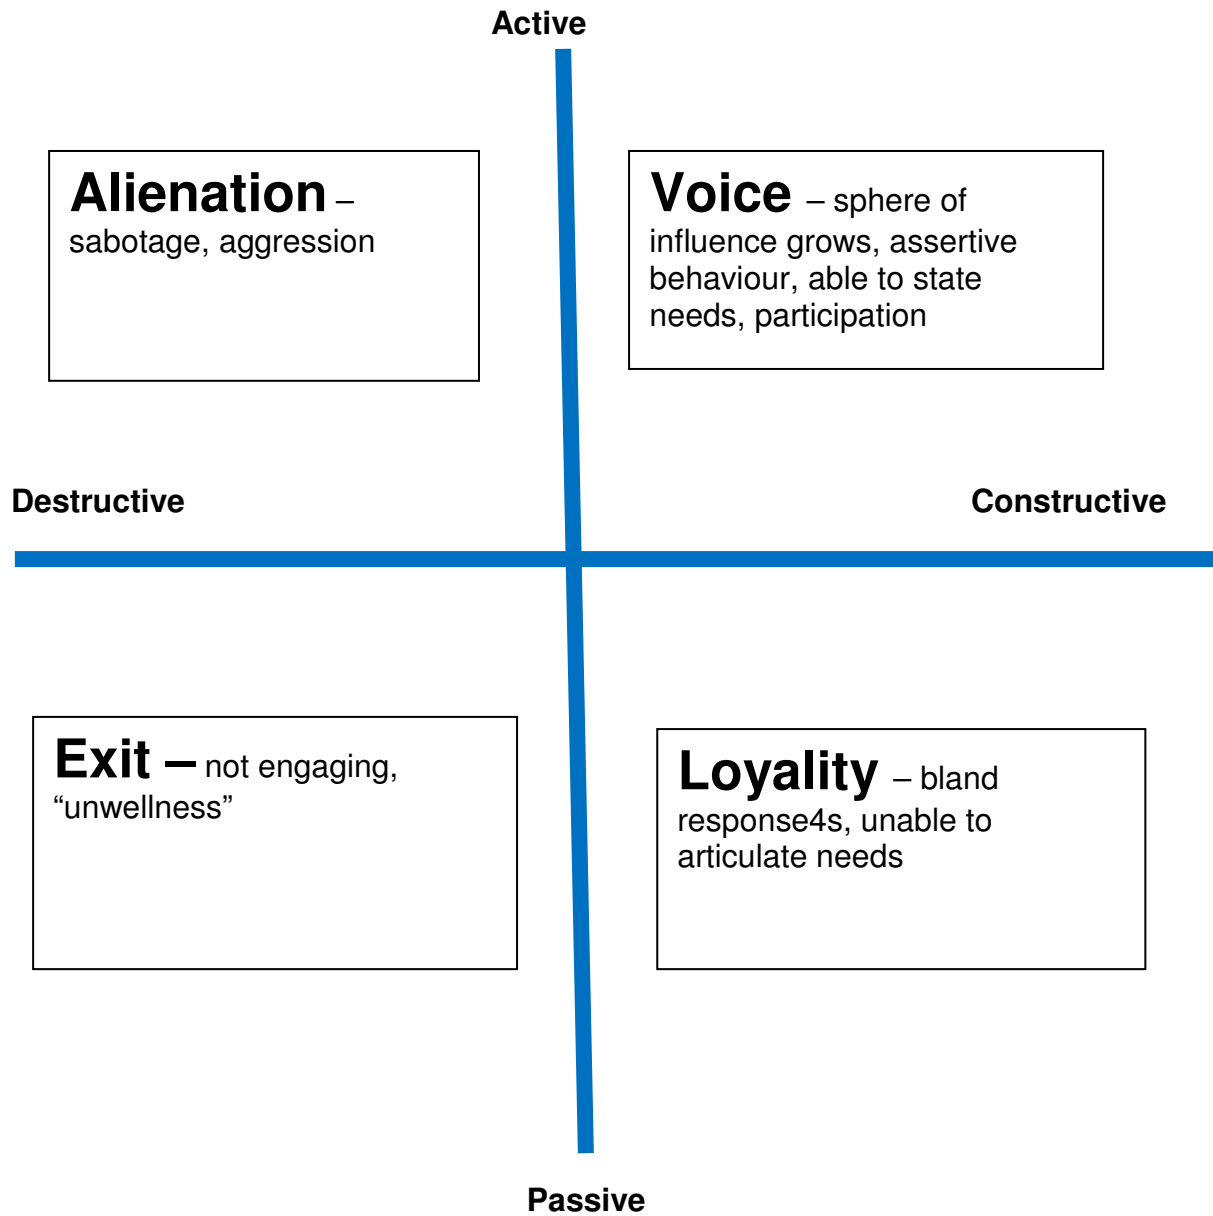 Active
Alienation –
sabotage, aggression
Voice – sphere of
influence grows, assertive
behaviour, able to state
needs, participation
Destructive
Constructive
Exit – not engaging,
“unwellness”
Loyality – bland
response4s, unable to
articulate needs
Passive